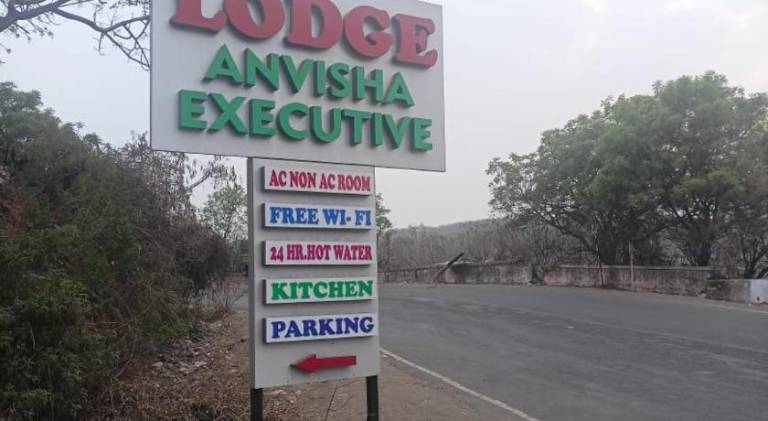 LODGE
ANVISHA
EXECUTIVE
AC NON AC ROOM
FREE WI-FI
24 HR.HOT WATER
KITCHEN
PARKING